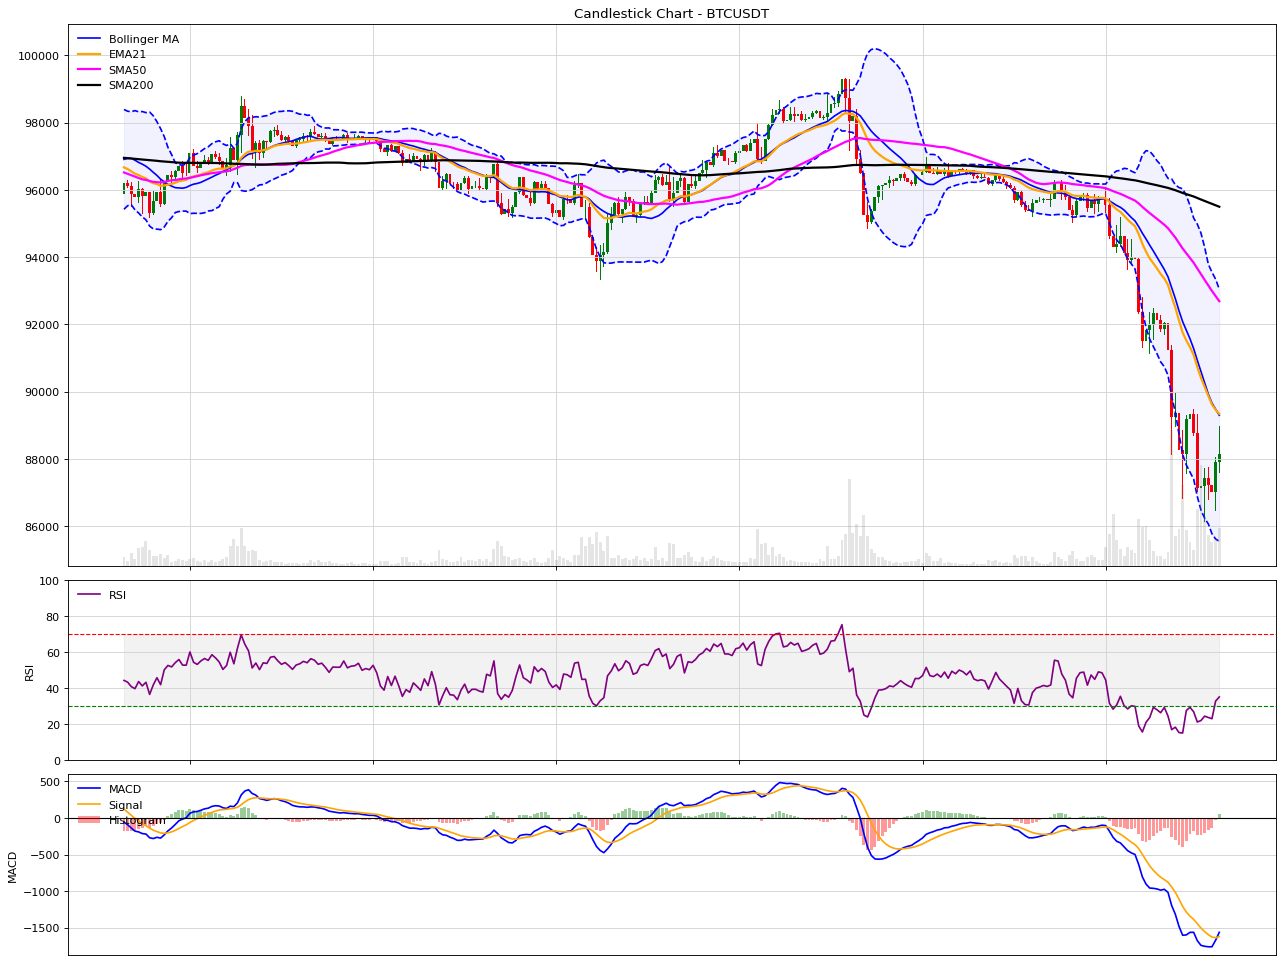 Candlestick Chart - BTCUSDT
Bollinger MA
EMA21
SMA50
SMA200
100000
98000
96000
94000
92000
90000
88000
86000
RSI
RSI
100
80
60
40
20
0
MACD
Signal
Histogram
MACD
500
0
−500
−1000
−1500